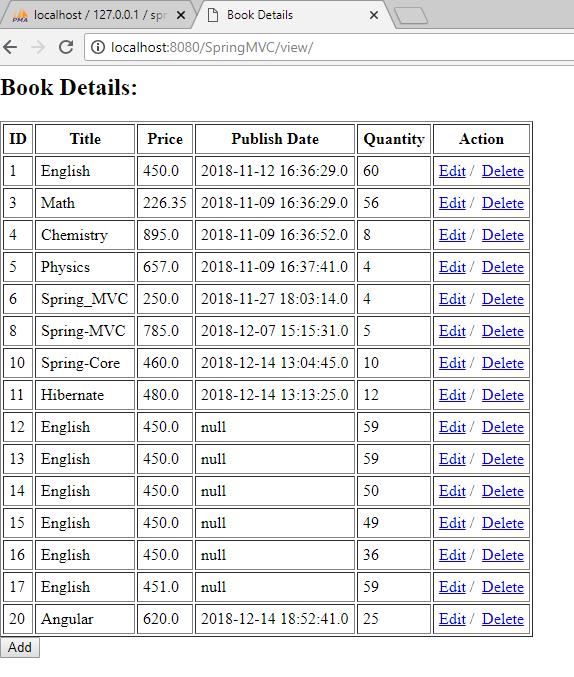 PMA localhost / 127.0.0.1 / spr Book Details
localhost:8080/SpringMVC/view/
Book Details:
ID Title Price Publish Date Quantity Action
1 English 450.0 2018-11-12 16:36:29.0 60 Edit / Delete
3 Math 226.35 2018-11-09 16:36:29.0 56 Edit / Delete
4 Chemistry 895.0 2018-11-09 16:36:52.0 8 Edit / Delete
5 Physics 657.0 2018-11-09 16:37:41.0 4 Edit / Delete
6 Spring_MVC 250.0 2018-11-27 18:03:14.0 4 Edit / Delete
8 Spring-MVC 785.0 2018-12-07 15:15:31.0 5 Edit / Delete
10 Spring-Core 460.0 2018-12-14 13:04:45.0 10 Edit / Delete
11 Hibernate 480.0 2018-12-14 13:13:25.0 12 Edit / Delete
12 English 450.0 null 59 Edit / Delete
13 English 450.0 null 59 Edit / Delete
14 English 450.0 null 50 Edit / Delete
15 English 450.0 null 49 Edit / Delete
16 English 450.0 null 36 Edit / Delete
17 English 451.0 null 59 Edit / Delete
20 Angular 620.0 2018-12-14 18:52:41.0 25 Edit / Delete
Add